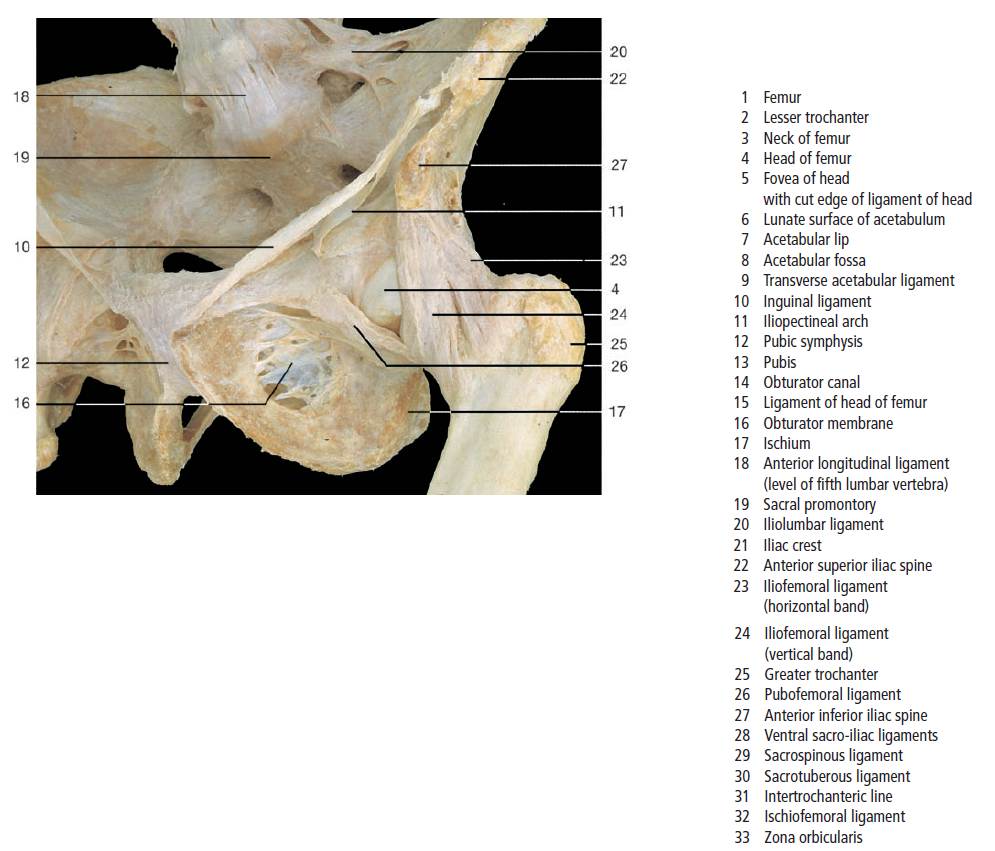 18
19
10
12
16
20
22
27
11
23
4
24
25
26
17
1 Femur
2 Lesser trochanter
3 Neck of femur
4 Head of femur
5 Fovea of head
with cut edge of ligament of head
6 Lunate surface of acetabulum
7 Acetabular lip
8 Acetabular fossa
9 Transverse acetabular ligament
10 Inguinal ligament
11 Iliopectineal arch
12 Pubic symphysis
13 Pubis
14 Obturator canal
15 Ligament of head of femur
16 Obturator membrane
17 Ischium
18 Anterior longitudinal ligament
(level of fifth lumbar vertebra)
19 Sacral promontory
20 Iliolumbar ligament
21 Iliac crest
22 Anterior superior iliac spine
23 Iliofemoral ligament
(horizontal band)
24 Iliofemoral ligament
(vertical band)
25 Greater trochanter
26 Pubofemoral ligament
27 Anterior inferior iliac spine
28 Ventral sacro-iliac ligaments
29 Sacrospinous ligament
30 Sacrotuberous ligament
31 Intertrochanteric line
32 Ischiofemoral ligament
33 Zona orbicularis